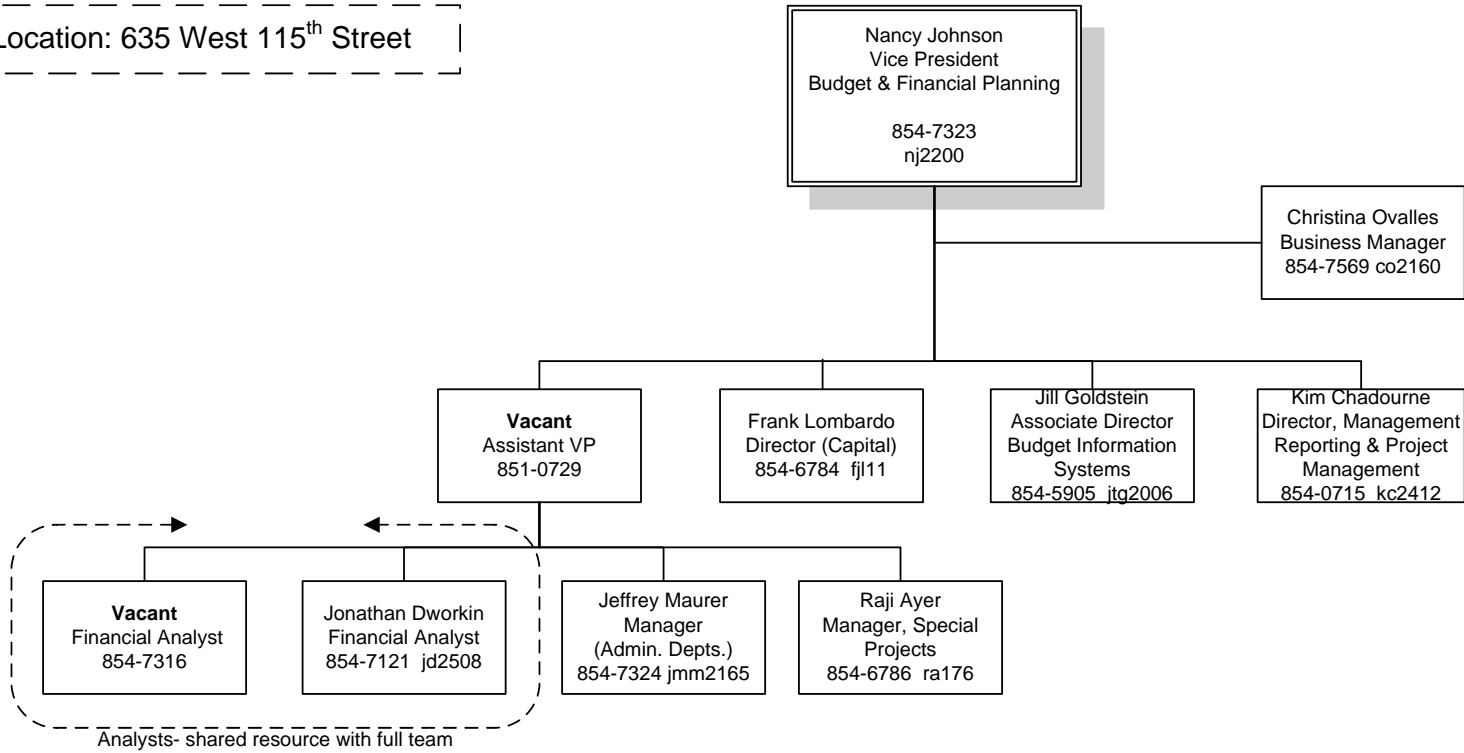 Location: 635 West 115th Street
Nancy Johnson
Vice President
Budget & Financial Planning
854-7323
nj2200
Christina Ovalles
Business Manager
854-7569 co2160
Vacant
Assistant VP
851-0729
Frank Lombardo
Director (Capital)
854-6784 fjl11
Jill Goldstein
Associate Director
Budget Information
Systems
854-5905 jtg2006
Kim Chadourne
Director, Management
Reporting & Project
Management
854-0715 kc2412
Vacant
Financial Analyst
854-7316
Jonathan Dworkin
Financial Analyst
854-7121 jd2508
Jeffrey Maurer
Manager
(Admin. Depts.)
854-7324 jmm2165
Raji Ayer
Manager, Special
Projects
854-6786 ra176
Analysts- shared resource with full team